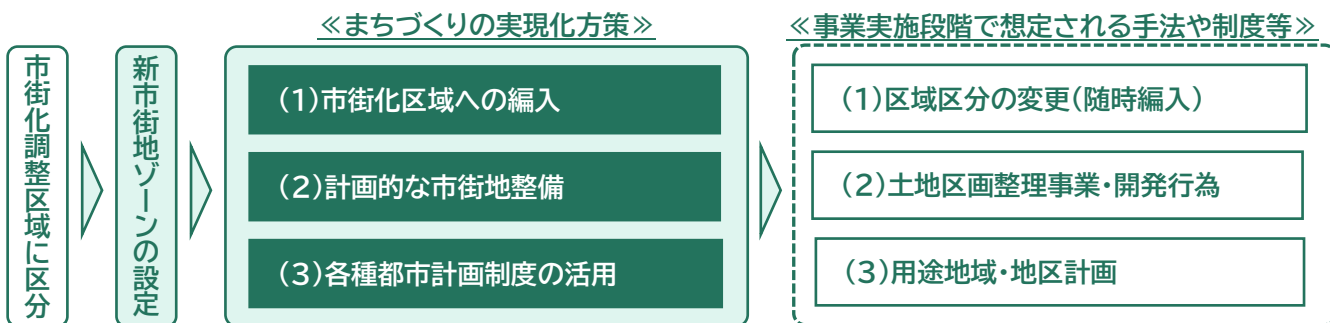 市街化調整区域に区分
新市街地ゾーンの設定
≪まちづくりの実現化方策≫
(1)市街化区域への編入
(2)計画的な市街地整備
(3)各種都市計画制度の活用
≪事業実施段階で想定される手法や制度等≫
(1)区域区分の変更(随時編入)
(2)土地区画整理事業・開発行為
(3)用途地域・地区計画